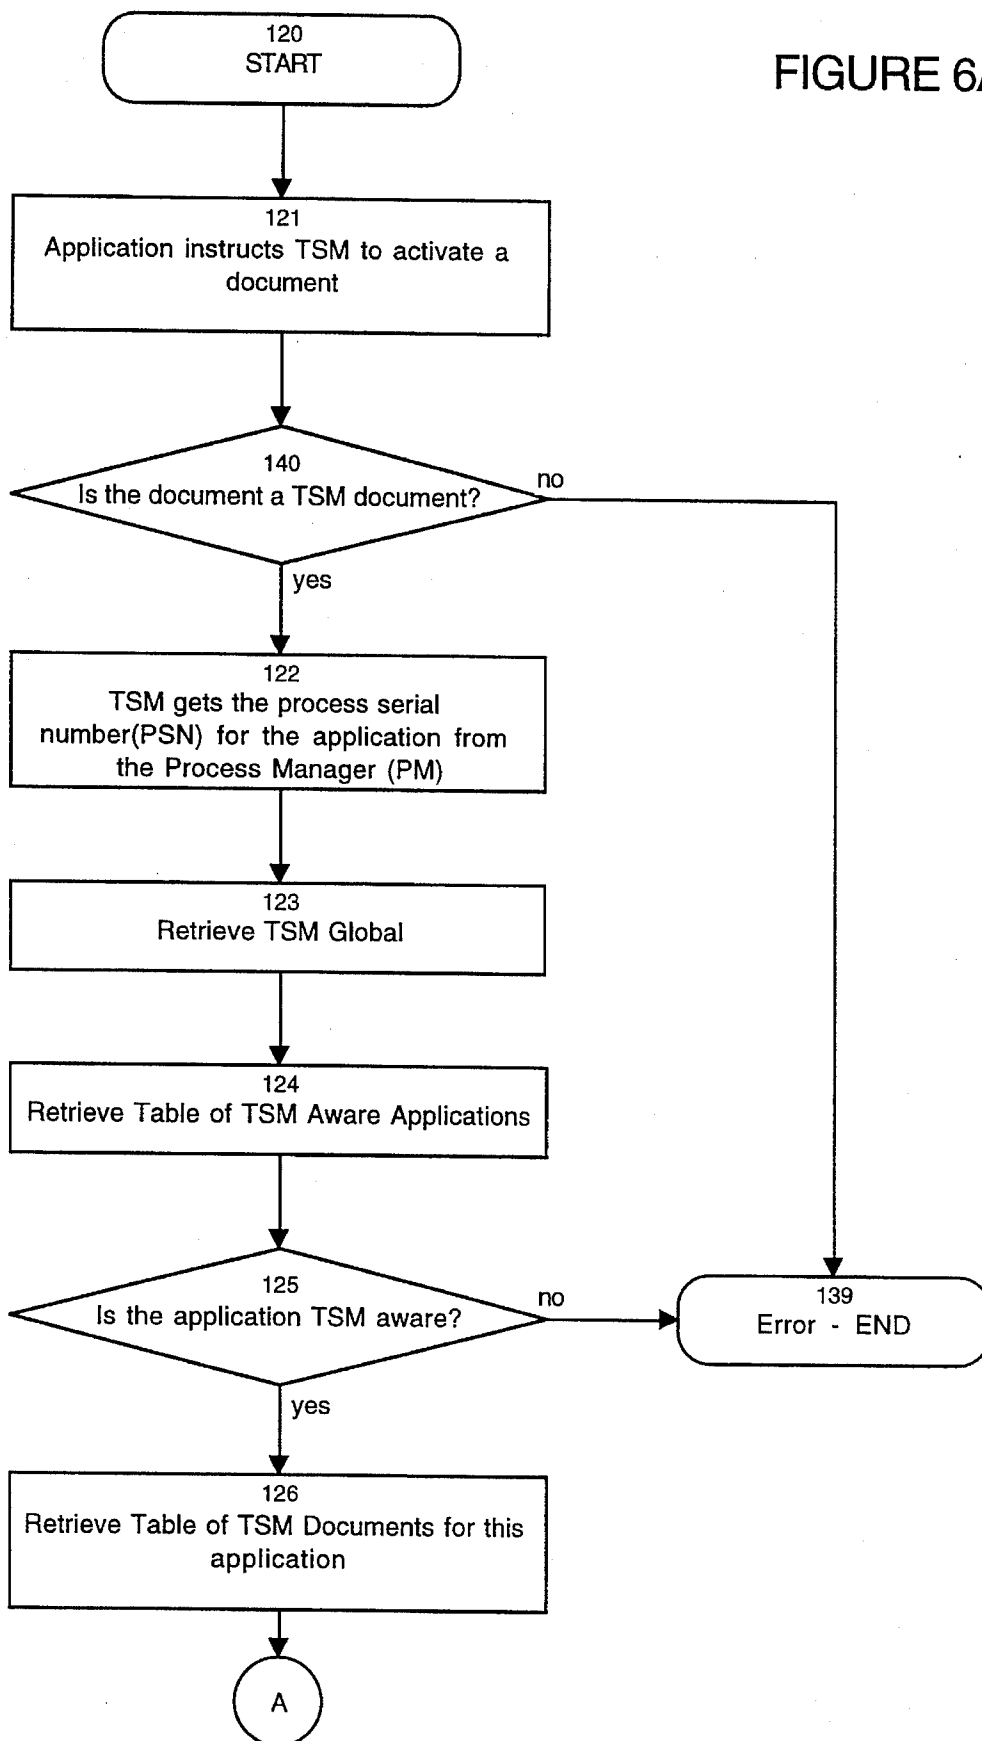 120
START
FIGURE 6A
121
Application instructs TSM to activate a
document
140
Is the document a TSM document?
no
yes
122
TSM gets the process serial
number(PSN) for the application from
the Process Manager (PM)
123
Retrieve TSM Global
124
Retrieve Table of TSM Aware Applications
125
Is the application TSM aware?
no
139
Error - END
yes
126
Retrieve Table of TSM Documents for this
application
A